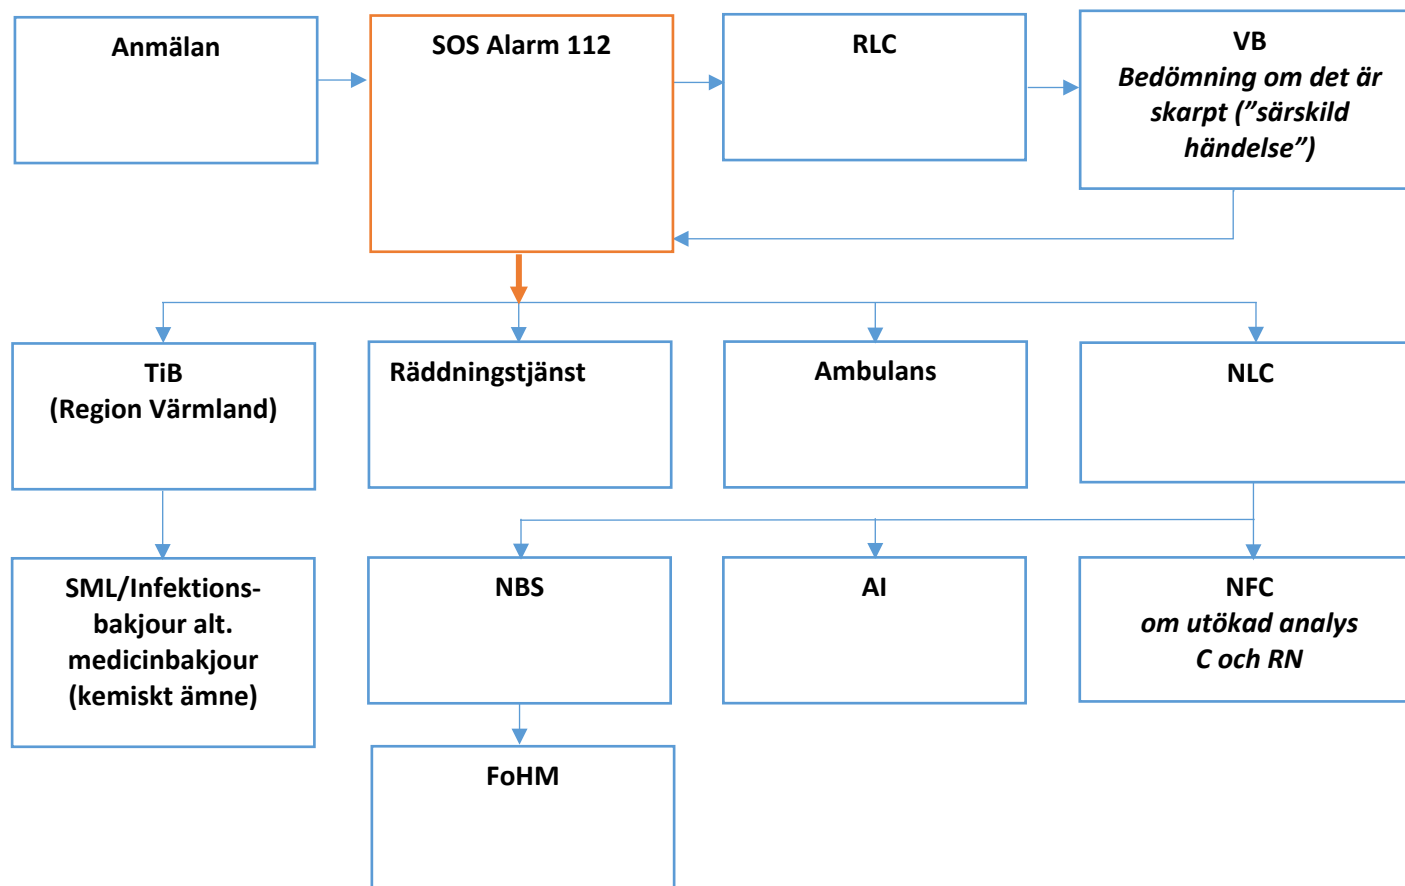 Anmälan
SOS Alarm 112
RLC
VB
Bedömning om det är
skarpt (”särskild
händelse”)
TiB
(Region Värmland)
Räddningstjänst
Ambulans
NLC
SML/Infektions-
bakjour alt.
medicinbakjour
(kemiskt ämne)
NBS
AI
NFC
om utökad analys
C och RN
FoHM